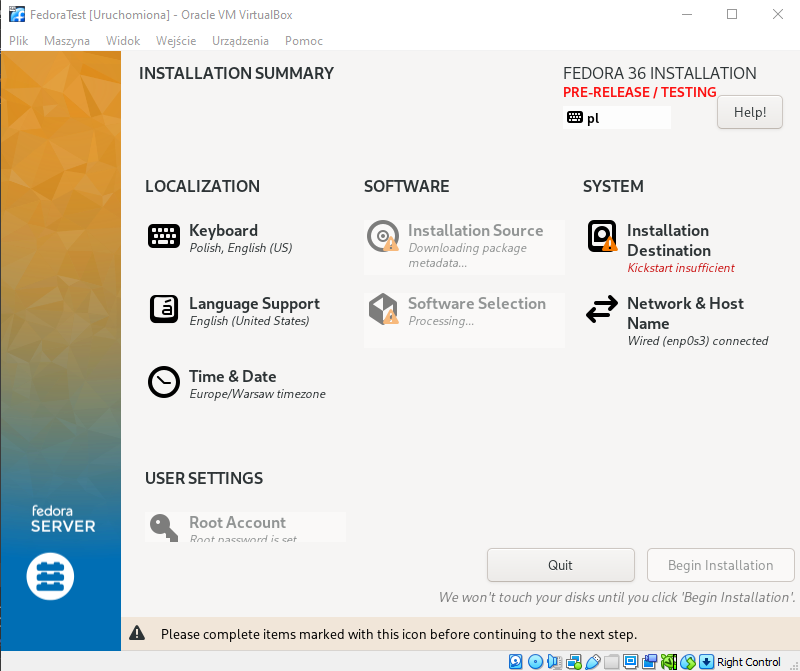 FedoraTest [Uruchomiona] - Oracle VM VirtualBox
Plik Maszyna Widok Wejście Urządzenia Pomoc
INSTALLATION SUMMARY
FEDORA 36 INSTALLATION
PRE-RELEASE / TESTING
pl
Help!
LOCALIZATION
Keyboard
Polish, English (US)
Language Support
English (United States)
Time & Date
Europe/Warsaw timezone
SOFTWARE
Installation Source
Downloading package
metadata...
Software Selection
Processing...
SYSTEM
Installation
Destination
Kickstart insufficient
Network & Host
Name
Wired (enp0s3) connected
USER SETTINGS
Root Account
Root password is set
fedora
SERVER
Quit
Begin Installation
We won't touch your disks until you click 'Begin Installation'.
Please complete items marked with this icon before continuing to the next step.
Right Control